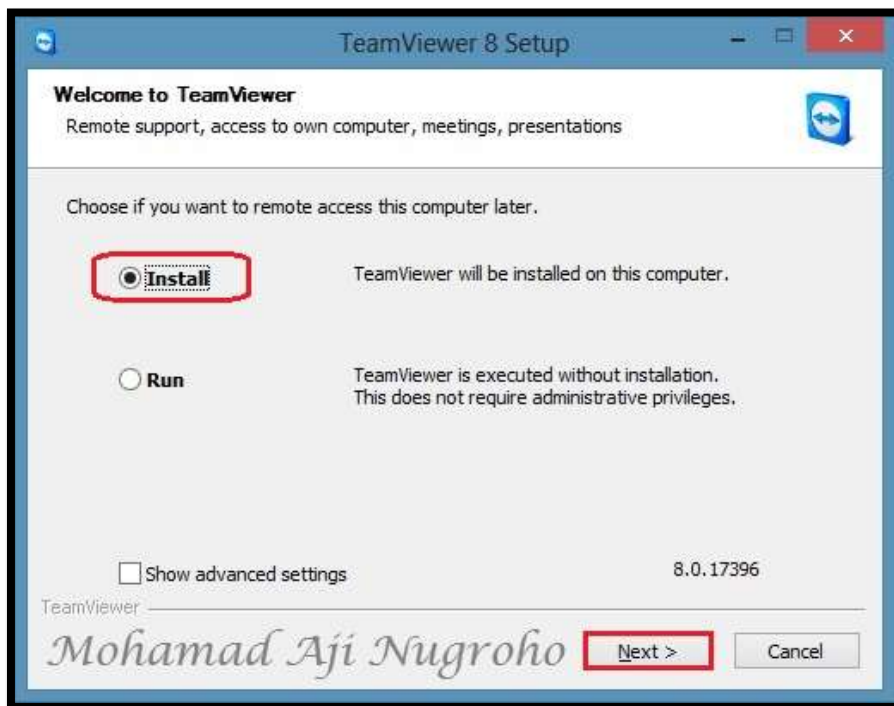 TeamViewer 8 Setup
Welcome to TeamViewer
Remote support, access to own computer, meetings, presentations
Choose if you want to remote access this computer later.
Install TeamViewer will be installed on this computer.
Run TeamViewer is executed without installation.
This does not require administrative privileges.
Show advanced settings 8.0.17396
TeamViewer
Mohamad Aji Nugroho Next > Cancel